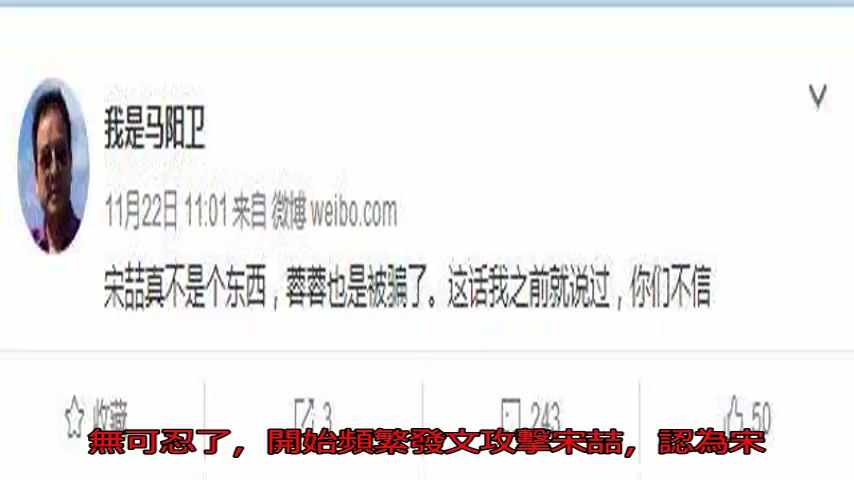 我是马阳卫
11月22日 11:01 来自 微博 weibo.com
宋喆真不是个东西，蓉蓉也是被骗了。这话我之前就说过，你们不信
收藏 3 243 50
無可忍了，開始頻繁發文攻擊宋喆，認為宋